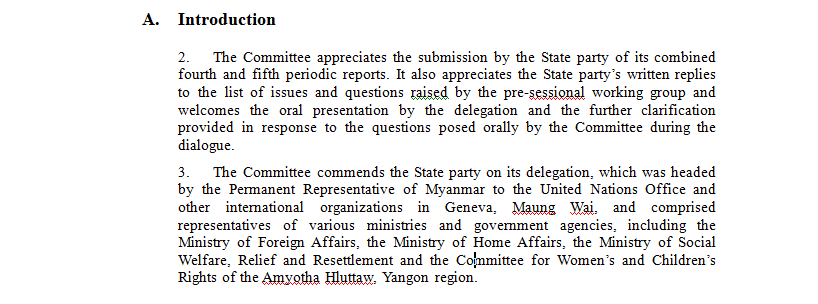 A. Introduction
2. The Committee appreciates the submission by the State party of its combined
fourth and fifth periodic reports. It also appreciates the State party’s written replies
to the list of issues and questions raised by the pre-sessional working group and
welcomes the oral presentation by the delegation and the further clarification
provided in response to the questions posed orally by the Committee during the
dialogue.
3. The Committee commends the State party on its delegation, which was headed
by the Permanent Representative of Myanmar to the United Nations Office and
other international organizations in Geneva, Maung Wai, and comprised
representatives of various ministries and government agencies, including the
Ministry of Foreign Affairs, the Ministry of Home Affairs, the Ministry of Social
Welfare, Relief and Resettlement and the Committee for Women’s and Children’s
Rights of the Amyotha Hluttaw, Yangon region.